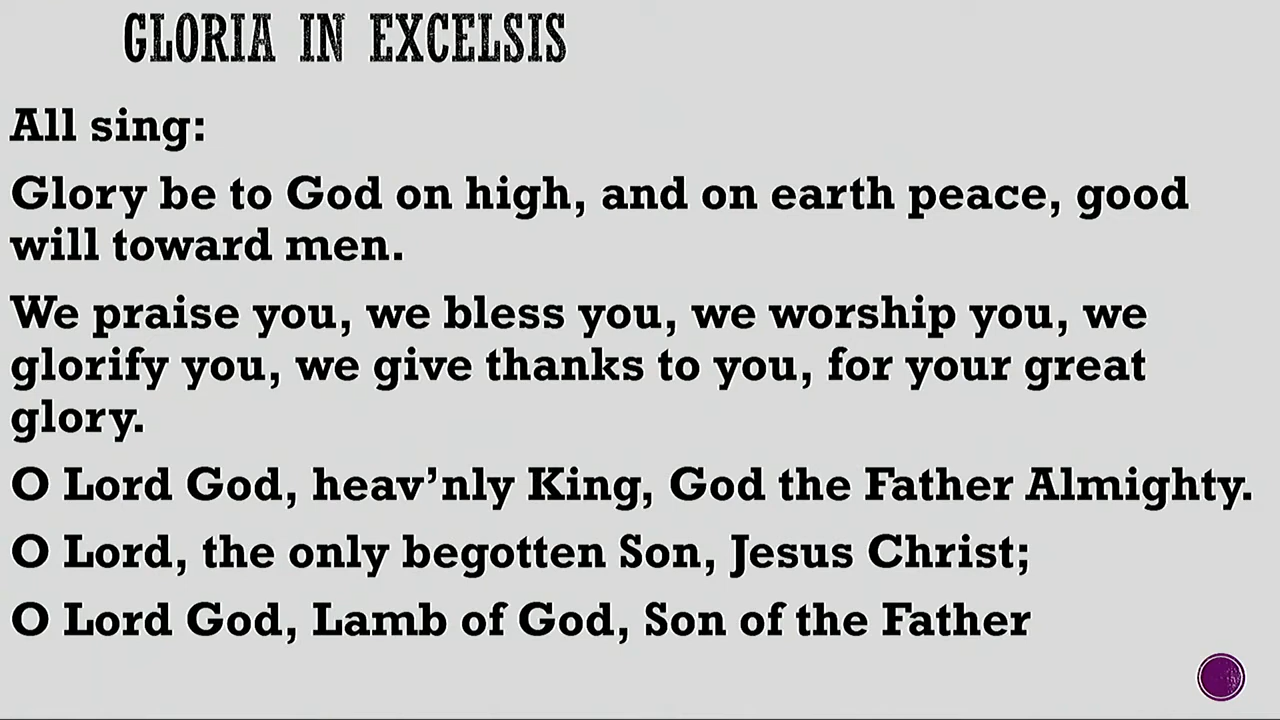 GLORIA IN EXCELSIS
All sing:
Glory be to God on high, and on earth peace, good
will toward men.
We praise you, we bless you, we worship you, we
glorify you, we give thanks to you, for your great
glory.
O Lord God, heav’nly King, God the Father Almighty.
O Lord, the only begotten Son, Jesus Christ;
O Lord God, Lamb of God, Son of the Father